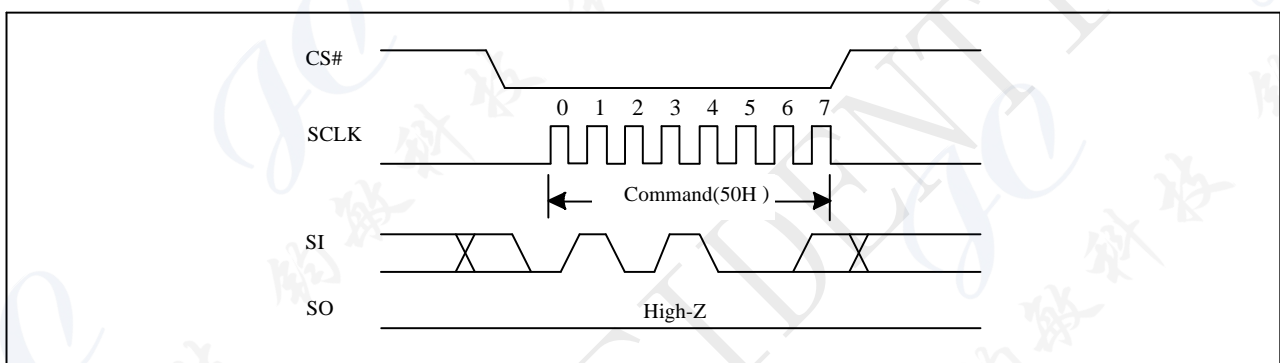 CS#
0 1 2 3 4 5 6 7
SCLK
Command(50H )
SI
SO
High-Z